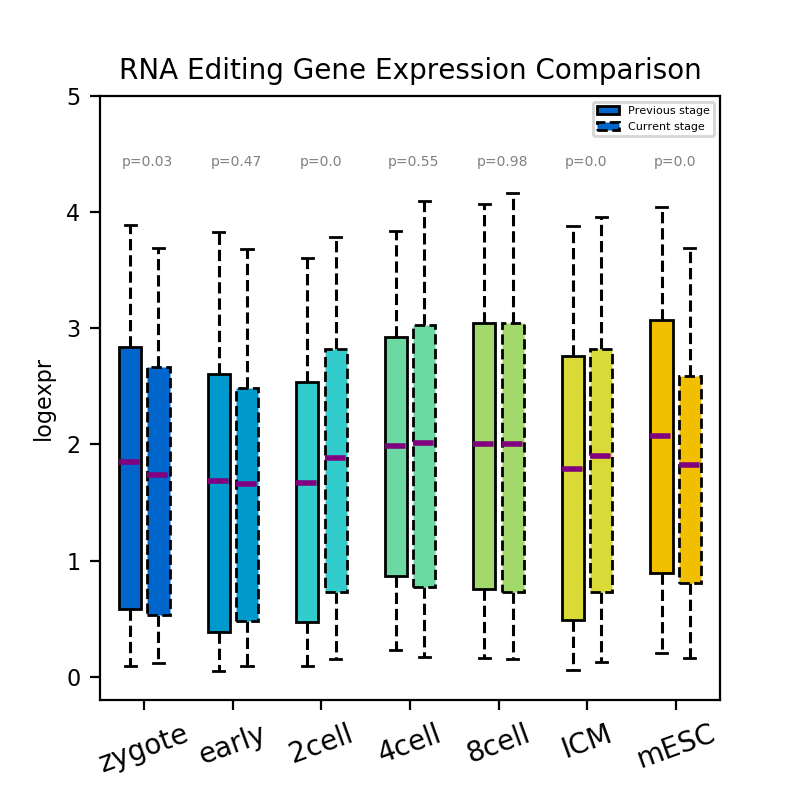 RNA Editing Gene Expression Comparison
Previous stage
Current stage
p=0.03 p=0.47 p=0.0 p=0.55 p=0.98 p=0.0 p=0.0
logexpr
5
4
3
2
1
0
zygote early 2cell 4cell 8cell ICM mESC